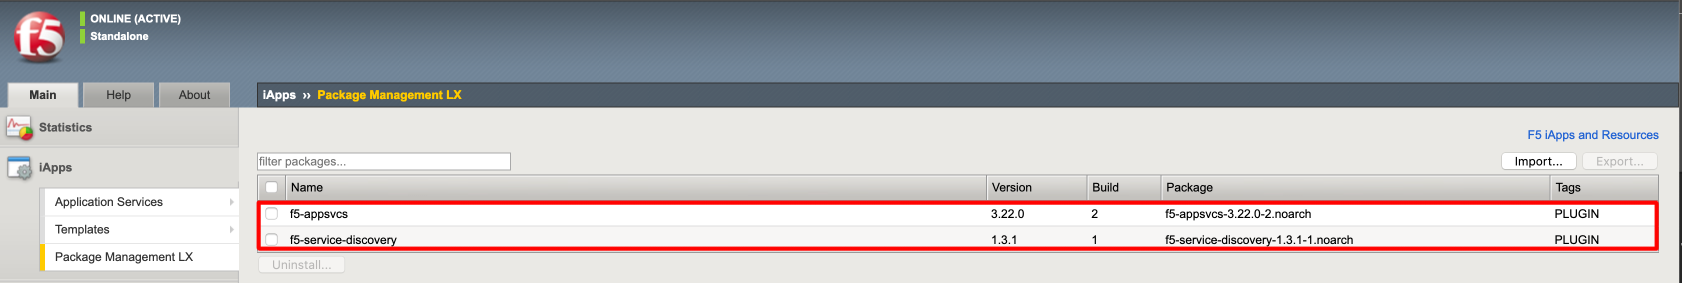 f5
ONLINE (ACTIVE)
Standalone
Main Help About
iApps ›› Package Management LX
Statistics
F5 iApps and Resources
filter packages...
Import... Export...
iApps
Name Version Build Package Tags
Application Services
f5-appsvcs 3.22.0 2 f5-appsvcs-3.22.0-2.noarch PLUGIN
Templates
f5-service-discovery 1.3.1 1 f5-service-discovery-1.3.1-1.noarch PLUGIN
Package Management LX
Uninstall...